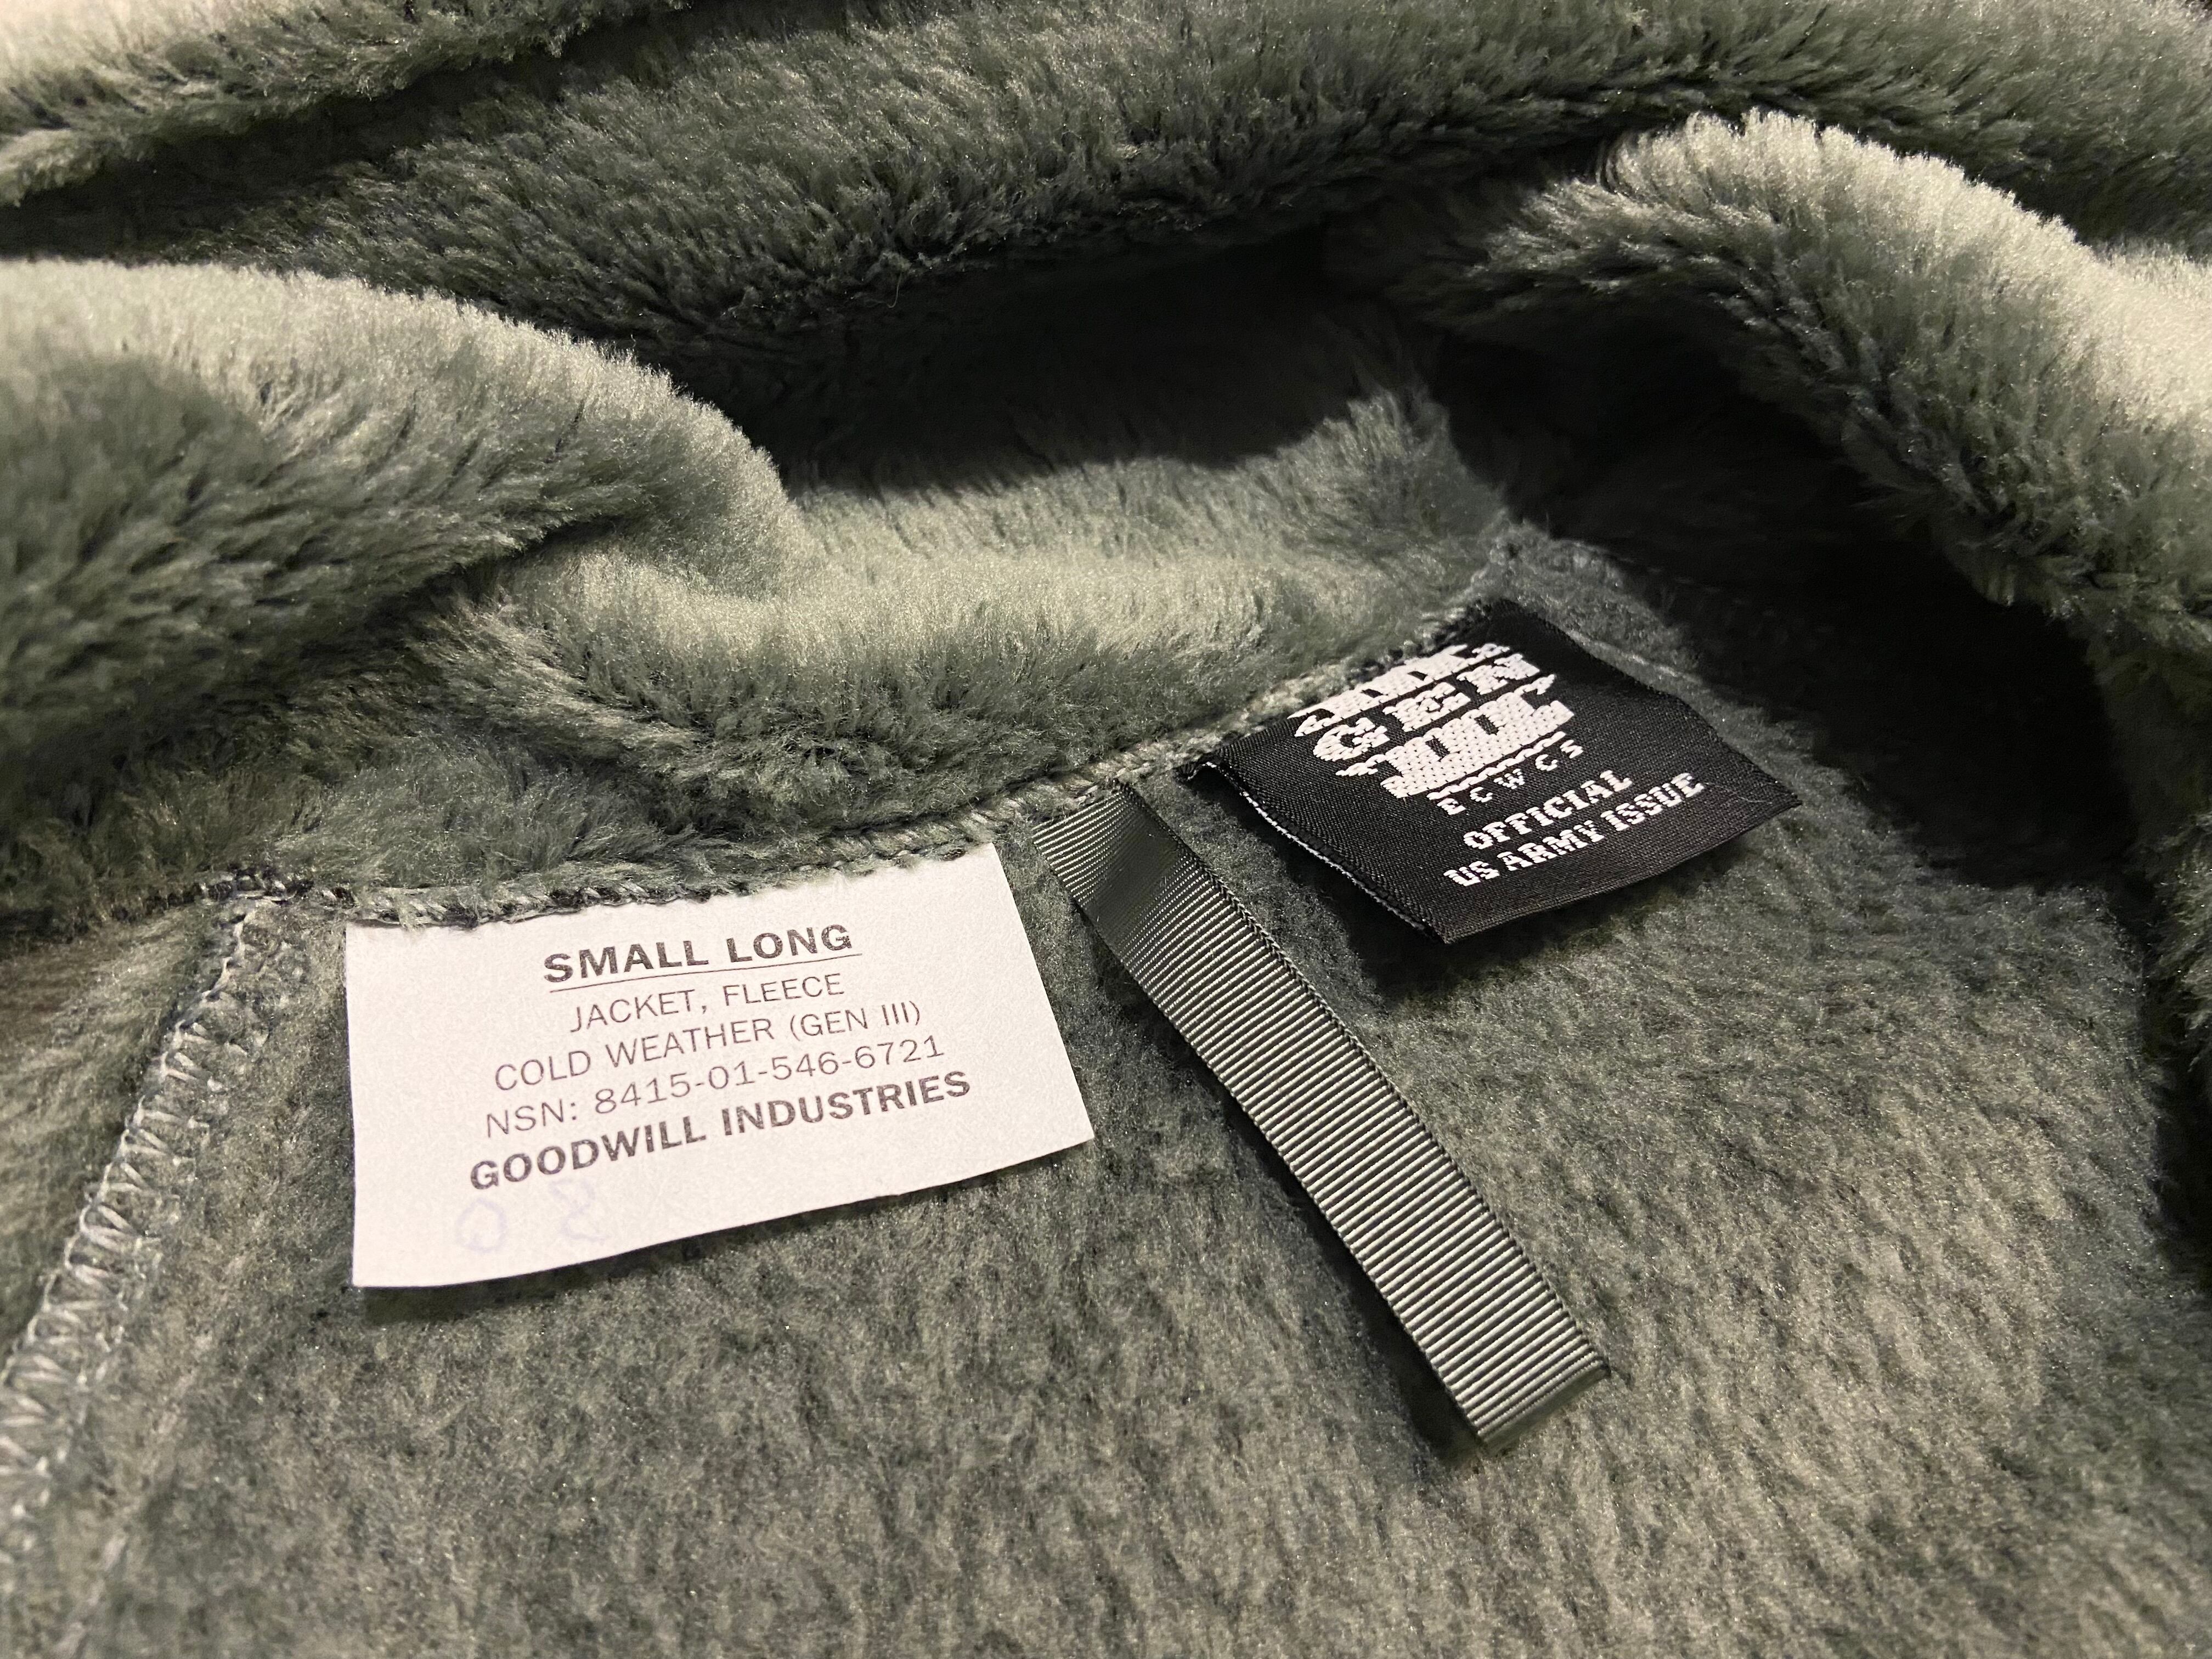 SMALL LONG
JACKET, FLEECE
COLD WEATHER (GEN III)
NSN: 8415-01-546-6721
GOODWILL INDUSTRIES
GEN
III
ECWCS
OFFICIAL
US ARMY ISSUE